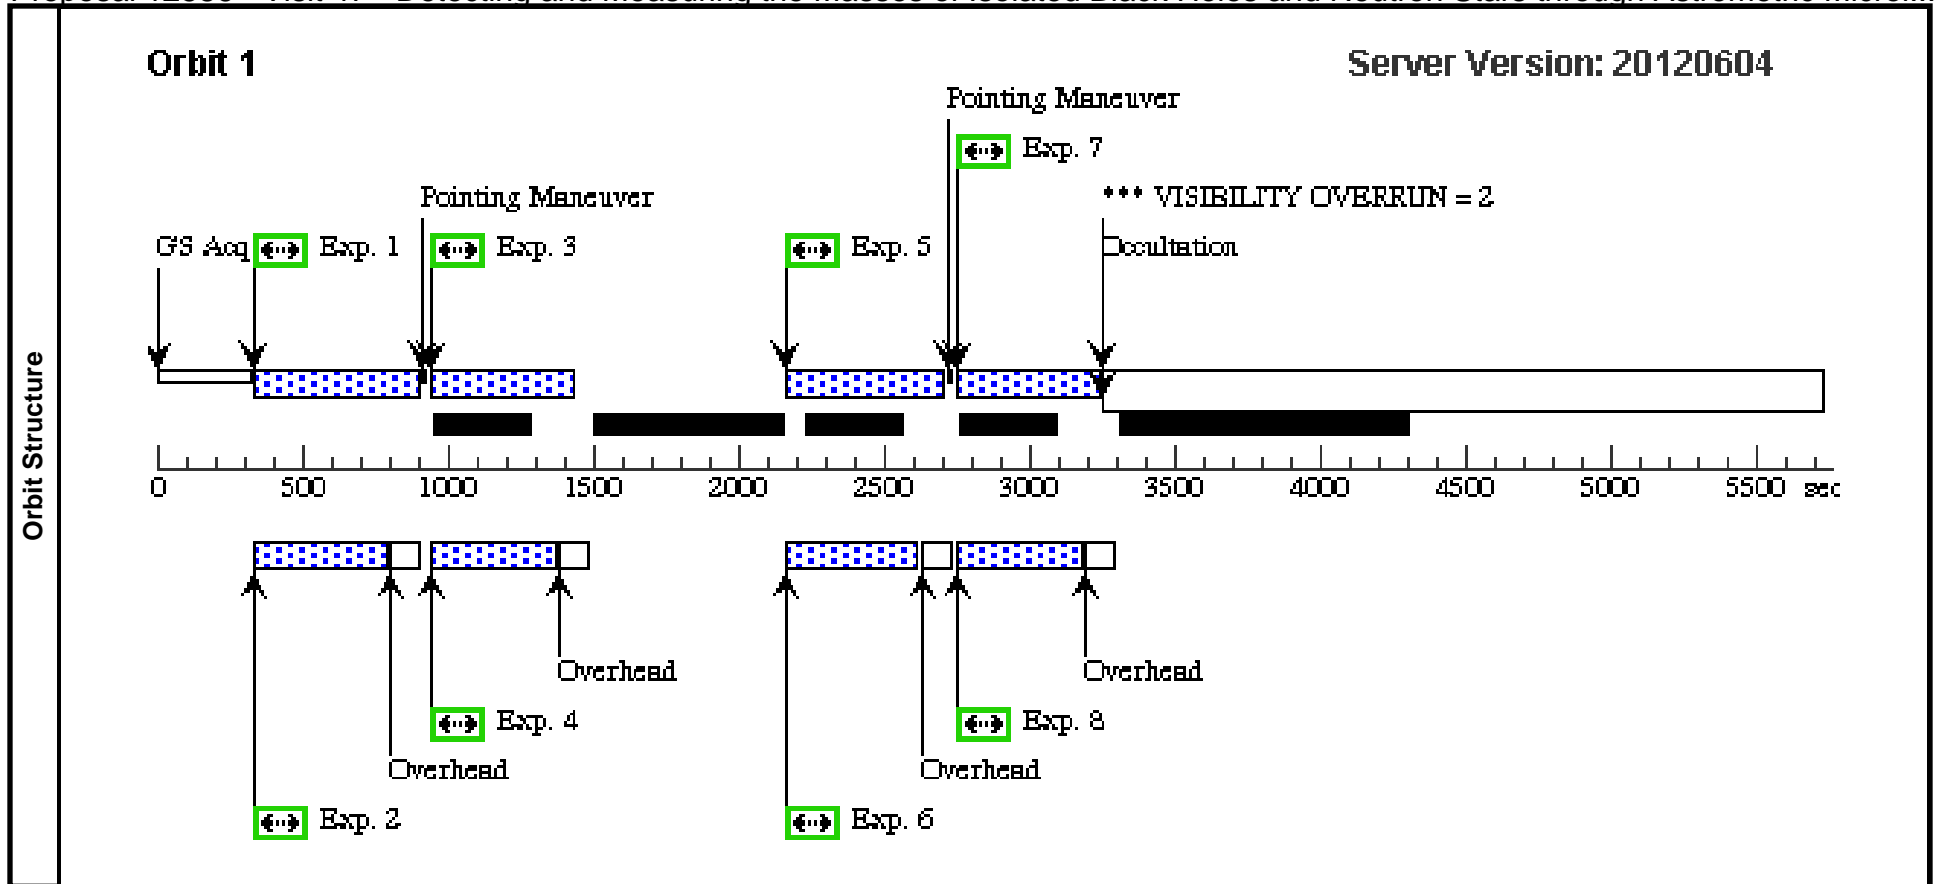 Orbit 1
Server Version: 20120604
Pointing Maneuver
Exp. 7
Pointing Maneuver
*** VISIBILITY OVERRUN = 2
GS Acq
Exp. 1
Exp. 3
Exp. 5
Occultation
Orbit Structure
0 500 1000 1500 2000 2500 3000 3500 4000 4500 5000 5500 sec
Overhead
Overhead
Exp. 4
Exp. 8
Overhead
Overhead
Exp. 2
Exp. 6